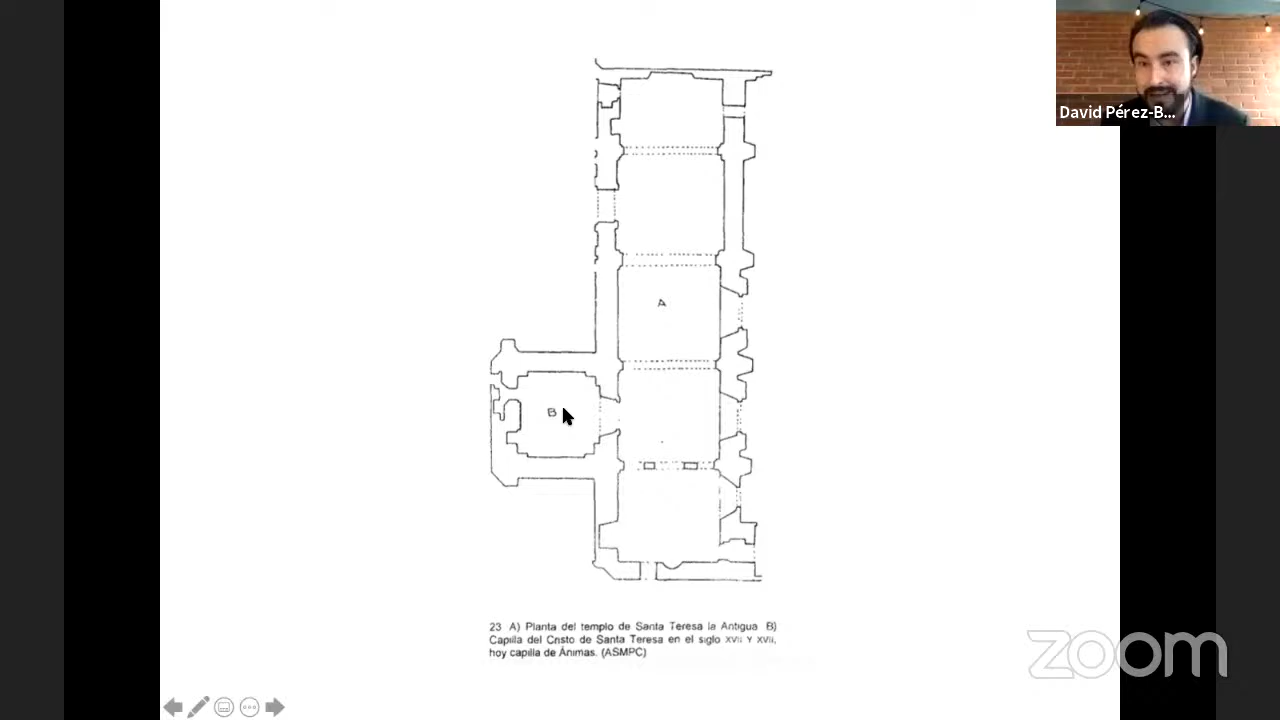 David Pérez-B...
A
B
23 A) Planta del templo de Santa Teresa la Antigua B)
Capilla del Cristo de Santa Teresa en el siglo XVII Y XVII,
hoy capilla de Ánimas. (ASMPC)
zoom